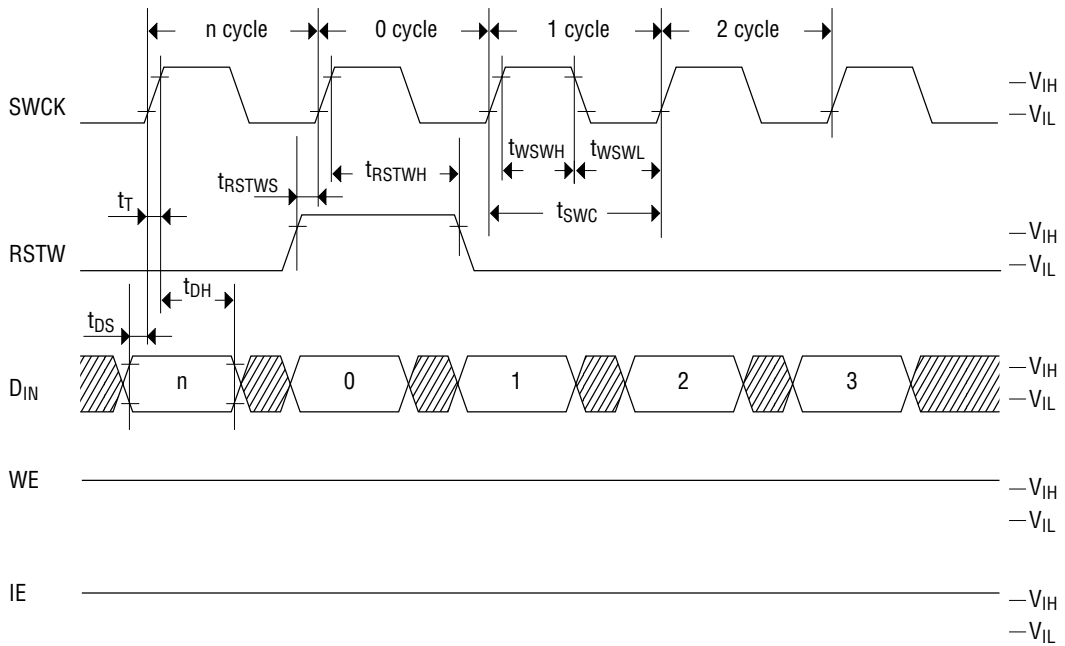 n cycle 0 cycle 1 cycle 2 cycle
SWCK
VIH
VIL
tWSWH tWSWL
tRSTWS tRSTWH
tT
tSWC
RSTW
VIH
VIL
tDH
tDS
DIN
n 0 1 2 3
VIH
VIL
WE
VIH
VIL
IE
VIH
VIL